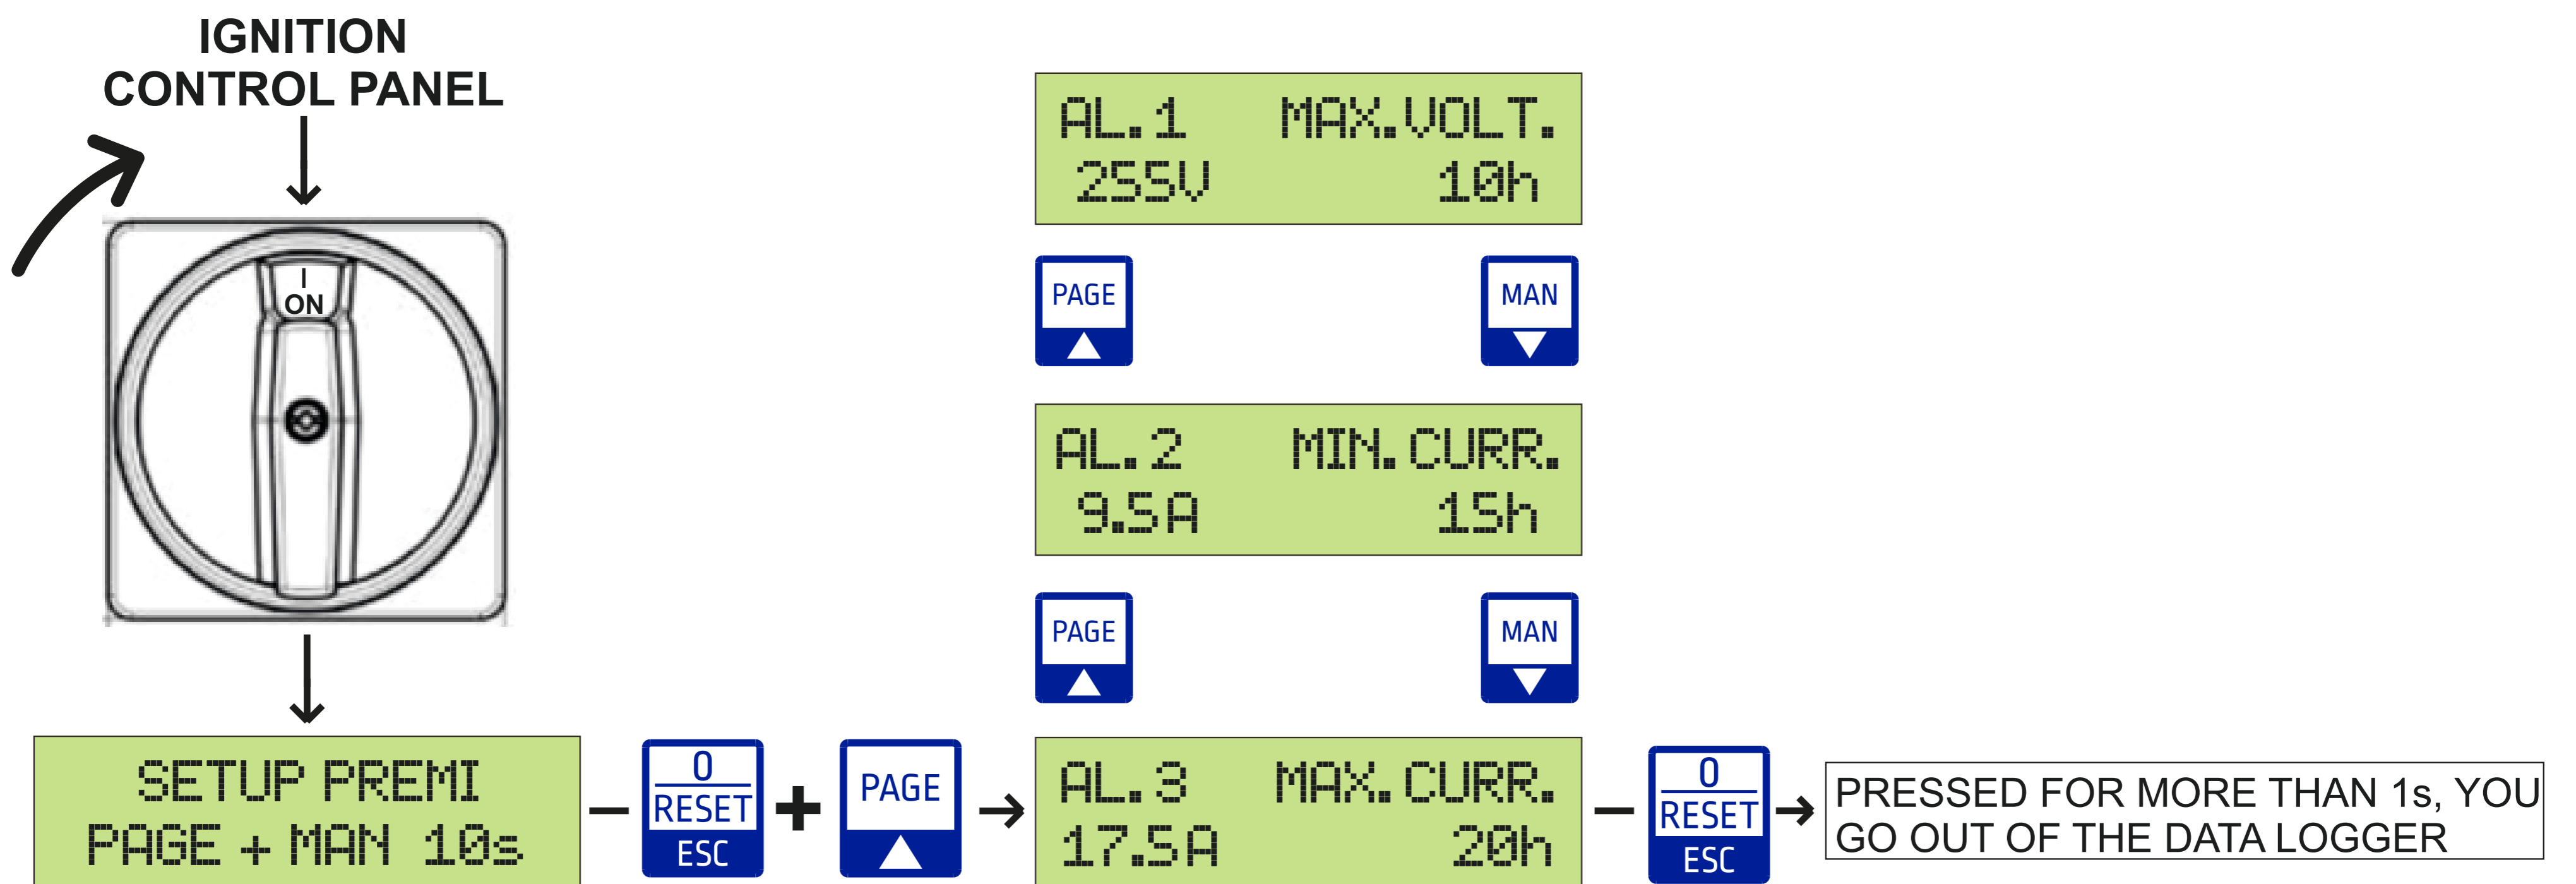 IGNITION
CONTROL PANEL
I
ON
SETUP PREMI
PAGE + MAN 10s
0
RESET
ESC
+
PAGE
AL.1 MAX.VOLT.
255V 10h
PAGE MAN
AL.2 MIN.CURR.
9.5A 15h
PAGE MAN
AL.3 MAX.CURR.
17.5A 20h
0
RESET
ESC
PRESSED FOR MORE THAN 1s, YOU
GO OUT OF THE DATA LOGGER